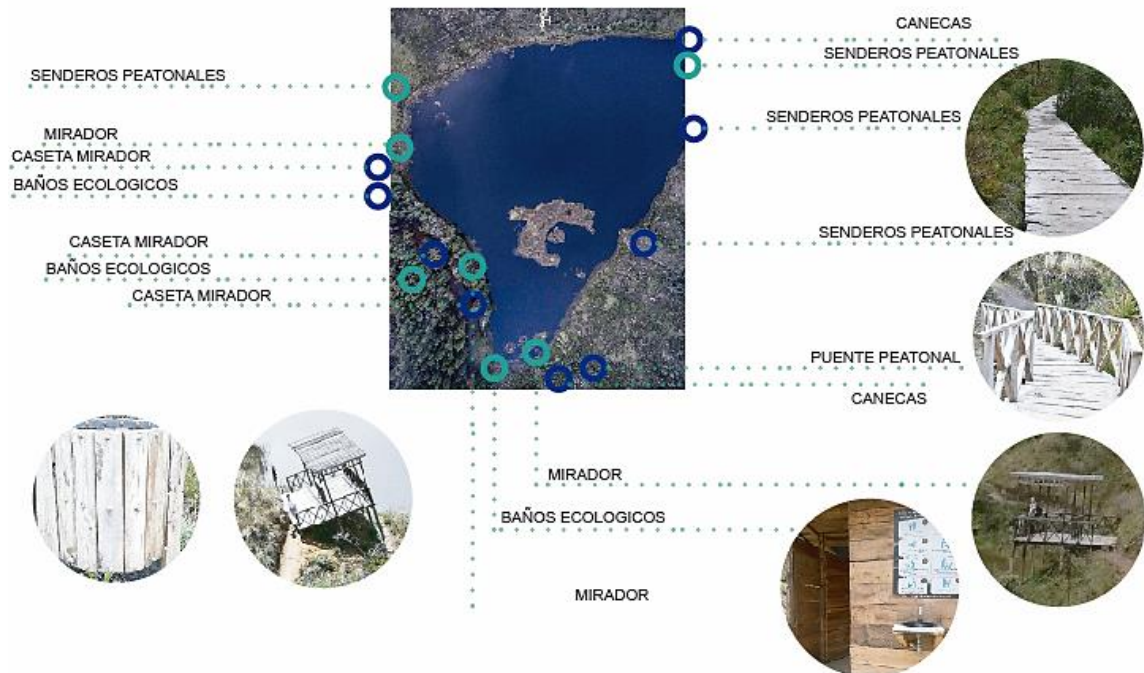 CANECAS
SENDEROS PEATONALES
SENDEROS PEATONALES
SENDEROS PEATONALES
MIRADOR
CASETA MIRADOR
BAÑOS ECOLOGICOS
SENDEROS PEATONALES
CASETA MIRADOR
BAÑOS ECOLOGICOS
CASETA MIRADOR
PUENTE PEATONAL
CANECAS
MIRADOR
BAÑOS ECOLOGICOS
MIRADOR